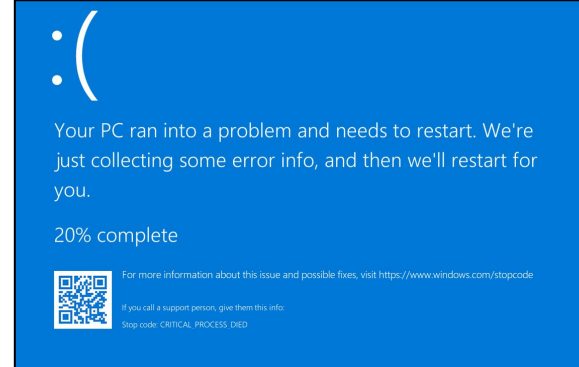 :(
Your PC ran into a problem and needs to restart. We're
just collecting some error info, and then we'll restart for
you.
20% complete
For more information about this issue and possible fixes, visit https://www.windows.com/stopcode
If you call a support person, give them this info:
Stop code: CRITICAL_PROCESS_DIED